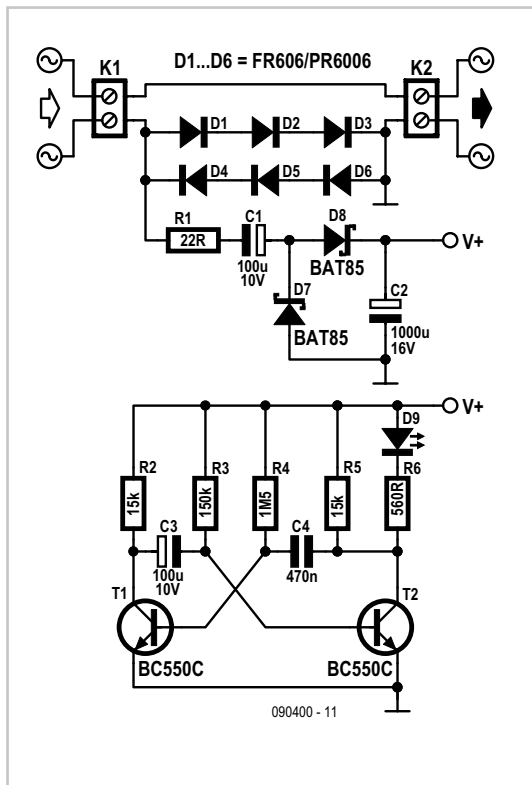 K1
D1...D6 = FR606/PR6006
K2
D1
D2
D3
D4
D5
D6
R1
22R
C1
100u
10V
D8
BAT85
V+
D7
BAT85
C2
1000u
16V
V+
D9
R2
15k
R3
150k
R4
1M5
R5
15k
R6
560R
C3
100u
10V
C4
470n
T1
BC550C
T2
BC550C
090400 - 11